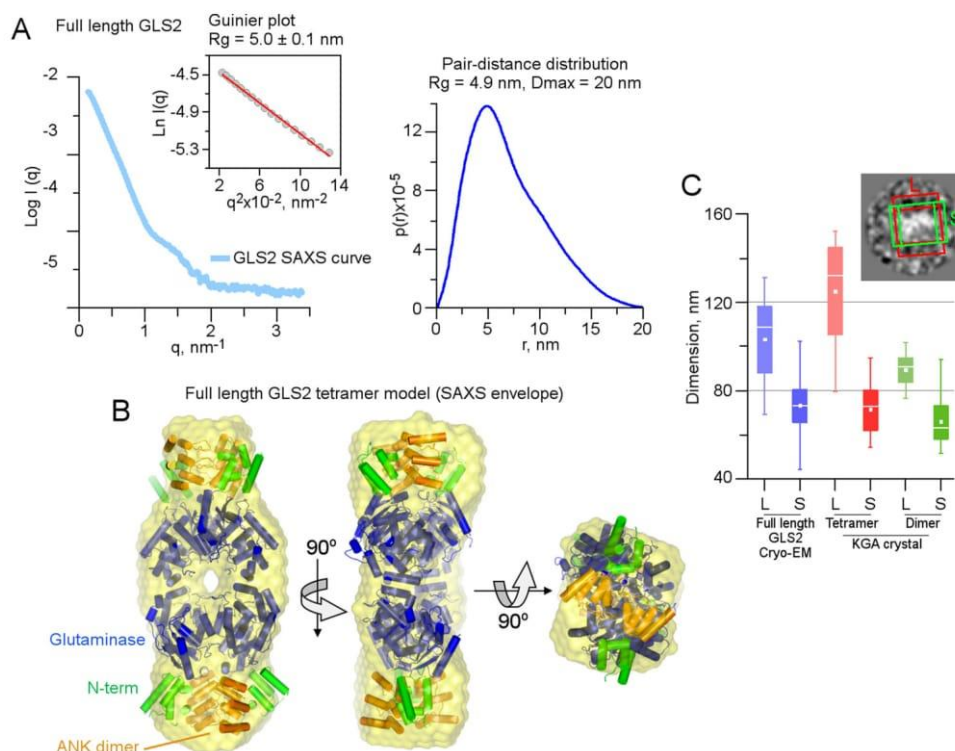 A
Full length GLS2
Guinier plot
Rg = 5.0 ± 0.1 nm
-4.5
-4.9
-5.3
Ln I(q)
2 6 10 14
q²x10⁻², nm⁻²
-2
-3
-4
-5
Log I (q)
GLS2 SAXS curve
0 1 2 3
q, nm⁻¹
Pair-distance distribution
Rg = 4.9 nm, Dmax = 20 nm
12
8
4
0
p(r)x10⁻⁵
0 5 10 15 20
r, nm
B
Full length GLS2 tetramer model (SAXS envelope)
90º
90º
Glutaminase
N-term
ANK dimer
C
L
S
160
120
80
40
Dimension, nm
L S L S L S
Full length
GLS2
Cryo-EM
Tetramer
Dimer
KGA crystal